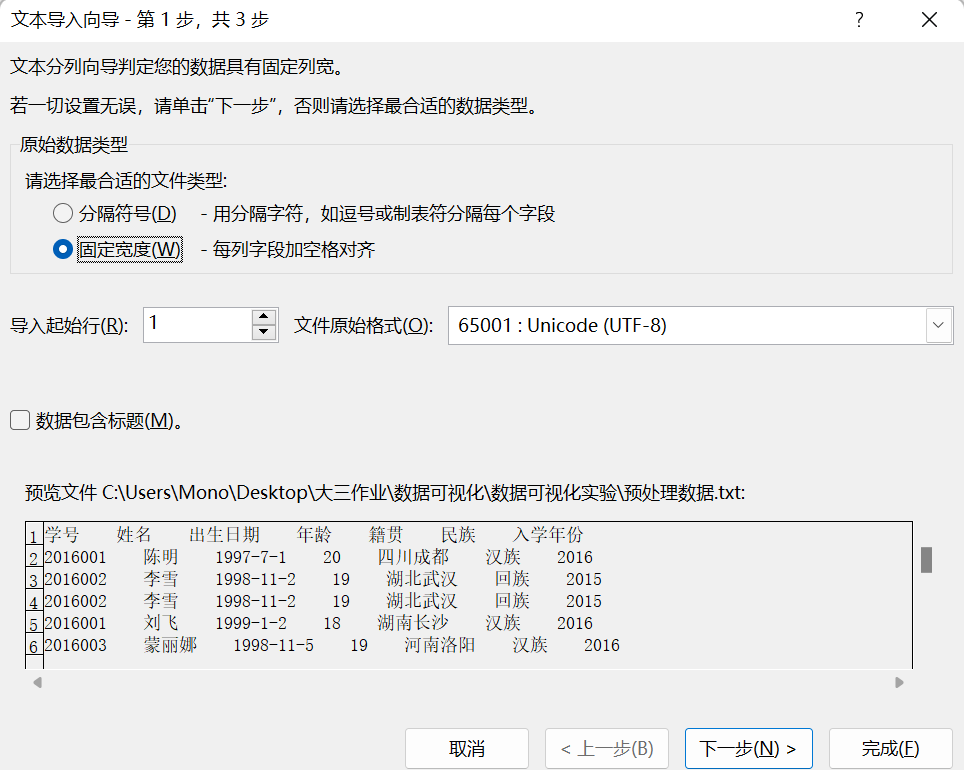 文本导入向导 - 第 1 步，共 3 步 ?
文本分列向导判定您的数据具有固定列宽。
若一切设置无误，请单击“下一步”，否则请选择最合适的数据类型。
原始数据类型
请选择最合适的文件类型:
分隔符号(D) - 用分隔字符，如逗号或制表符分隔每个字段
固定宽度(W) - 每列字段加空格对齐
导入起始行(R): 1 文件原始格式(O): 65001 : Unicode (UTF-8)
数据包含标题(M)。
预览文件 C:\Users\Mono\Desktop\大三作业\数据可视化\数据可视化实验\预处理数据.txt:
1 学号 姓名 出生日期 年龄 籍贯 民族 入学年份
2 2016001 陈明 1997-7-1 20 四川成都 汉族 2016
3 2016002 李雪 1998-11-2 19 湖北武汉 回族 2015
4 2016002 李雪 1998-11-2 19 湖北武汉 回族 2015
5 2016001 刘飞 1999-1-2 18 湖南长沙 汉族 2016
6 2016003 蒙丽娜 1998-11-5 19 河南洛阳 汉族 2016
取消 < 上一步(B) 下一步(N) > 完成(F)